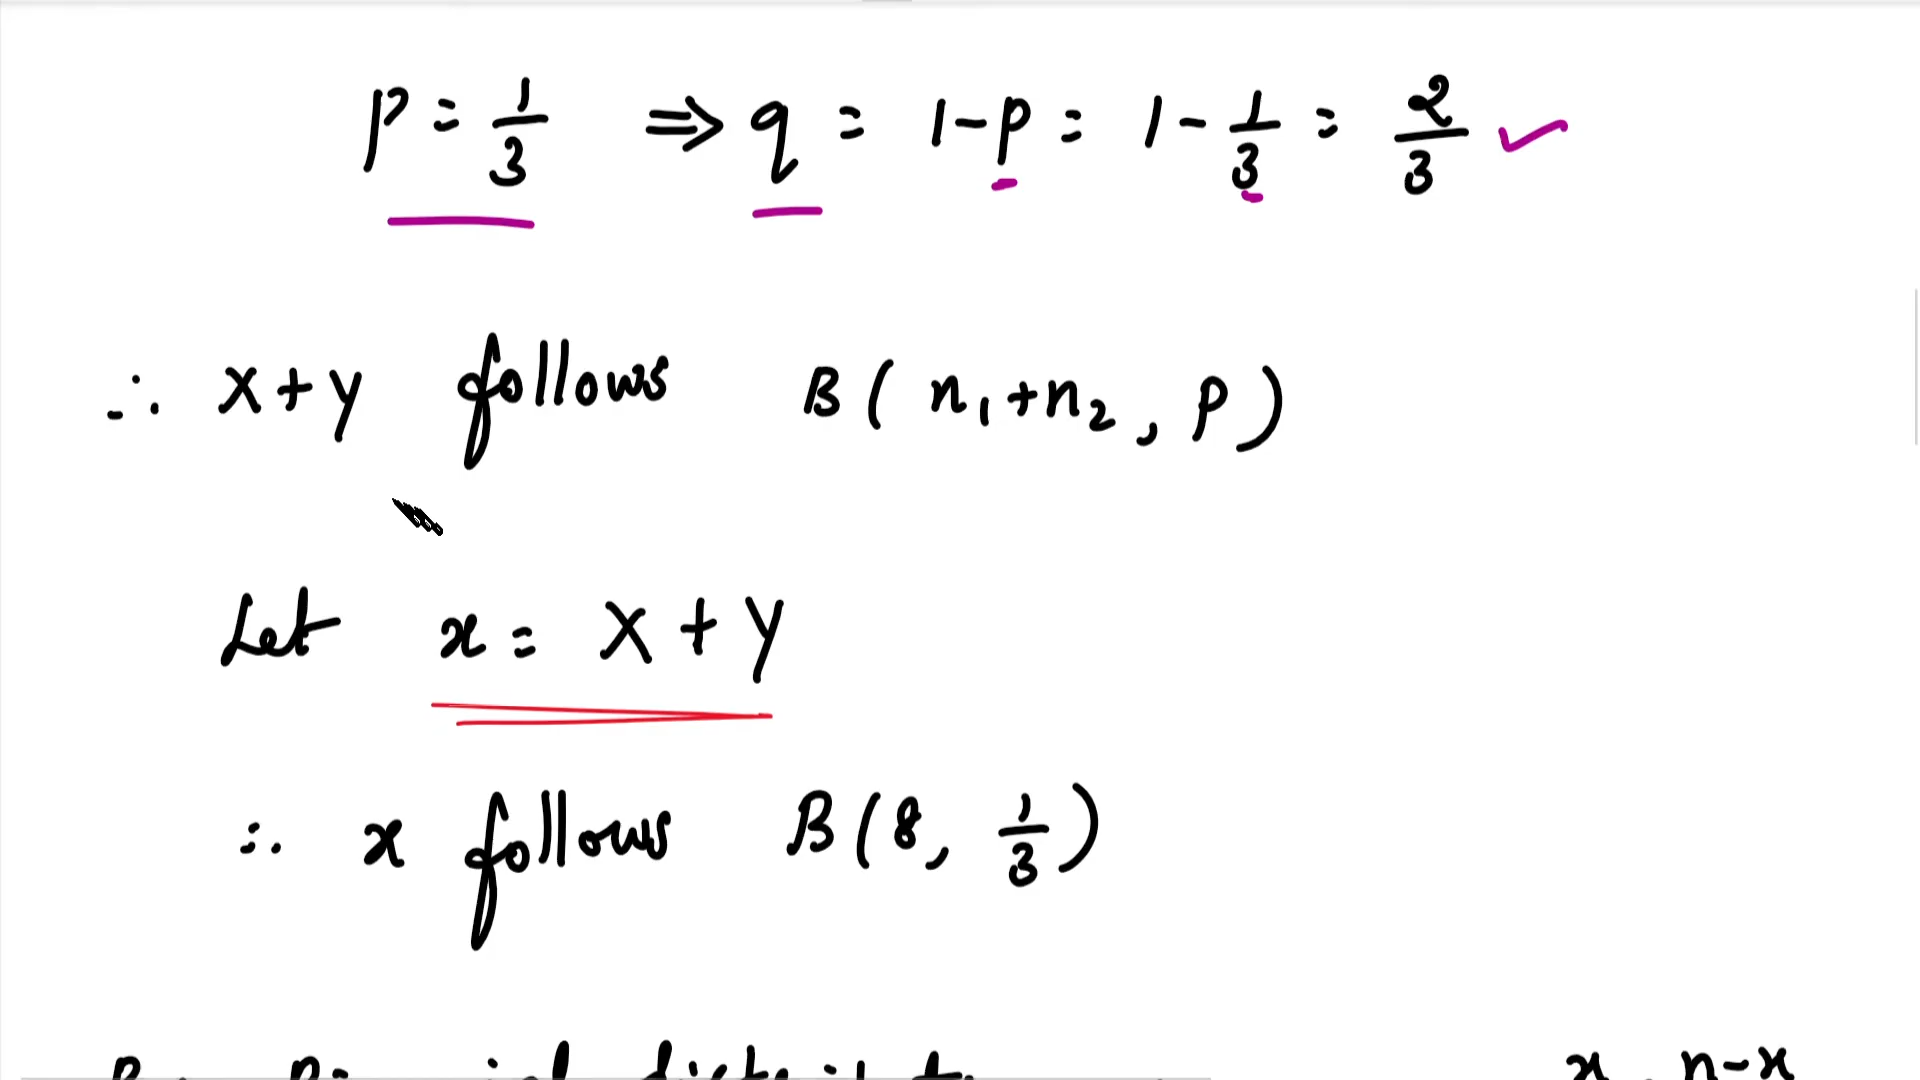 p = 1/3 ⇒ q = 1-p = 1 - 1/3 = 2/3 ✓
∴ X+Y follows B( n₁+n₂, p )
Let x = X + Y
∴ x follows B(8, 1/3)
x n-x